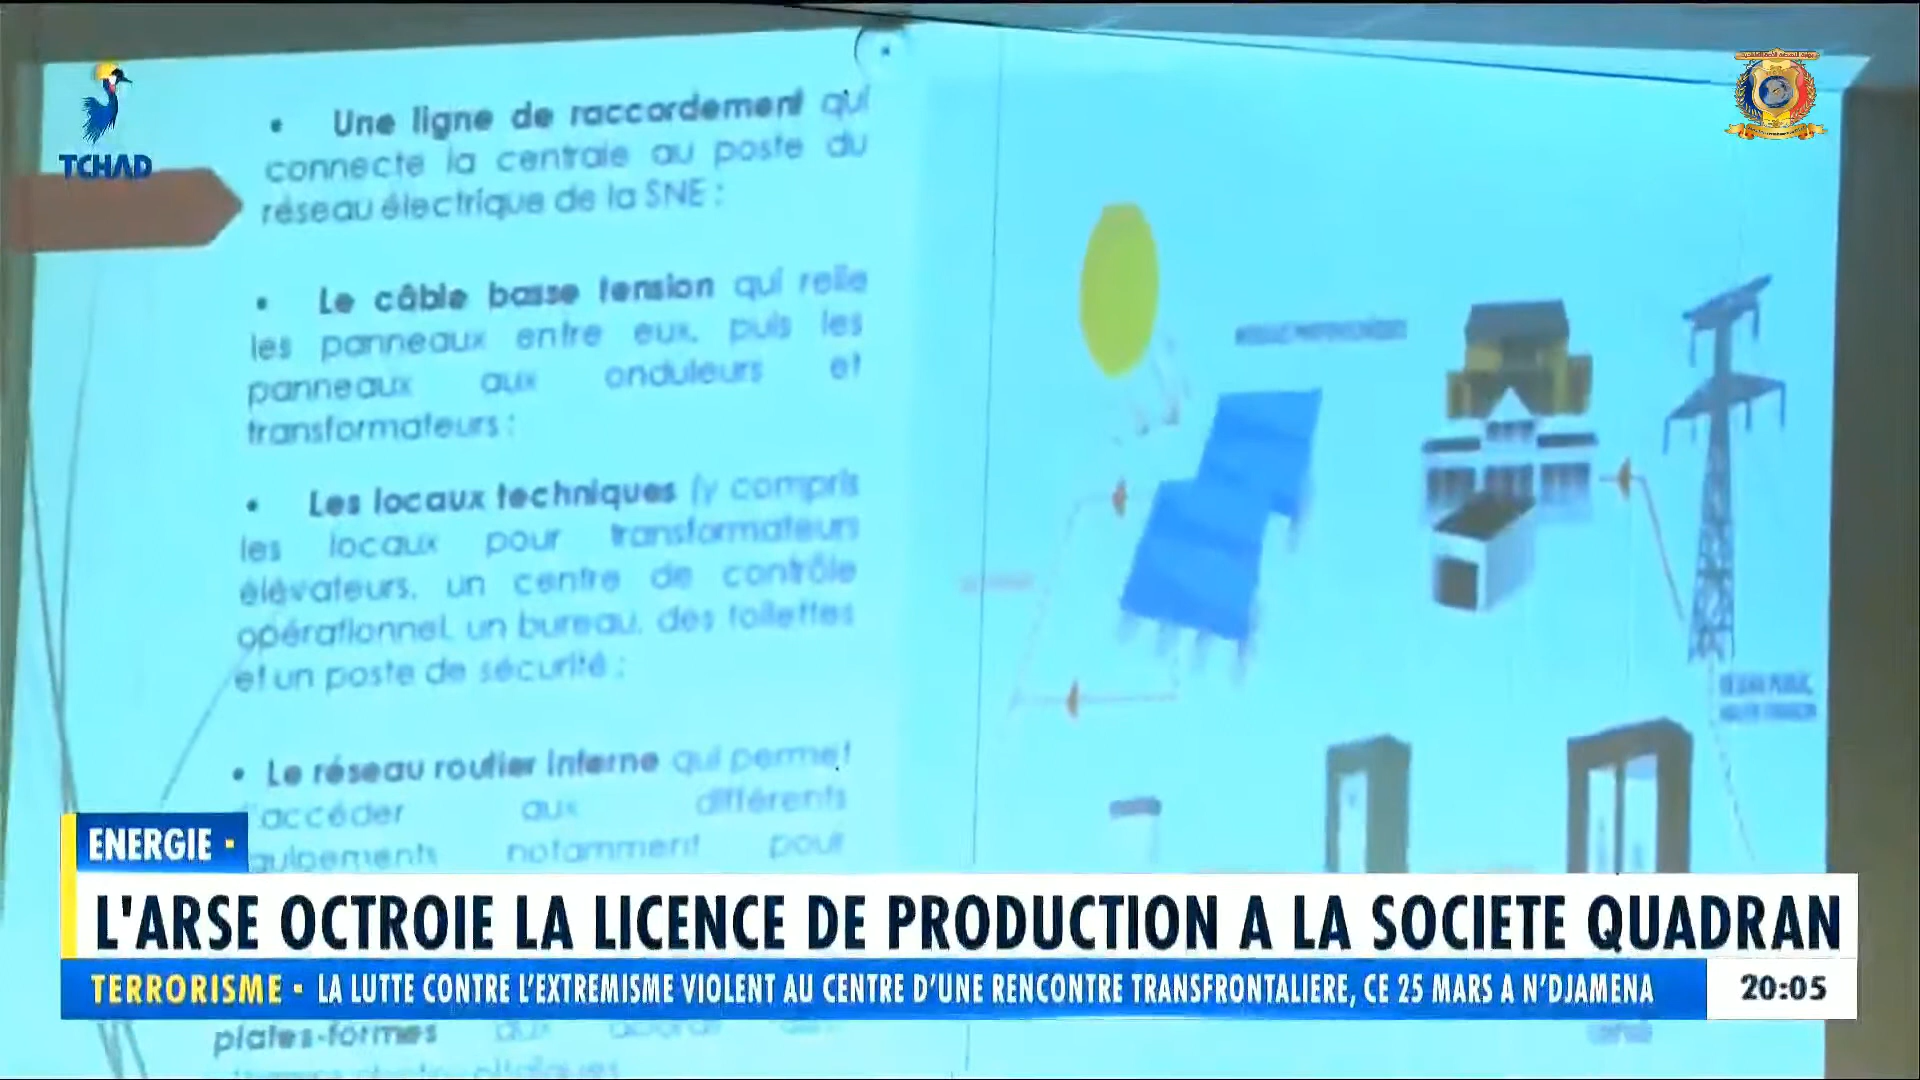 TCHAD
• Une ligne de raccordement qui
connecte la centrale au poste du
réseau électrique de la SNE ;
• Le câble basse tension qui relie
les panneaux entre eux, puis les
panneaux aux onduleurs et
transformateurs ;
• Les locaux techniques (y compris
les locaux pour transformateurs
élévateurs, un centre de contrôle
opérationnel, un bureau, des toilettes
et un poste de sécurité ;
• Le réseau routier interne qui permet
accéder aux différents
notamment pour
plates-formes aux
MODULES PHOTOVOLTAÏQUES
RÉSEAU PUBLIC,
ENERGIE -
L'ARSE OCTROIE LA LICENCE DE PRODUCTION A LA SOCIETE QUADRAN
TERRORISME - LA LUTTE CONTRE L'EXTREMISME VIOLENT AU CENTRE D'UNE RENCONTRE TRANSFRONTALIERE, CE 25 MARS A N'DJAMENA
20:05